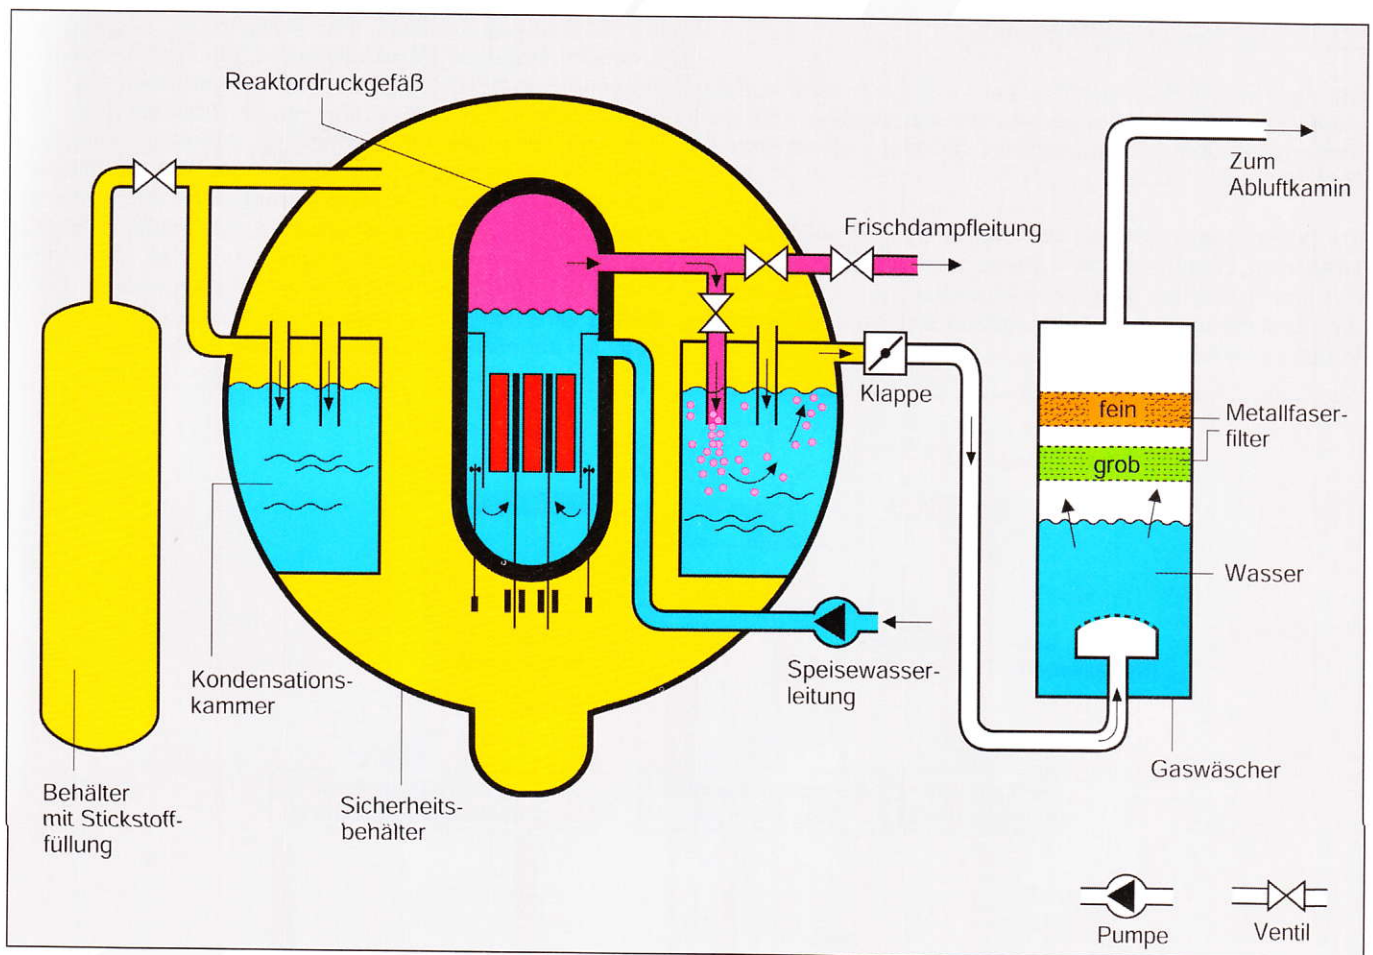 Reaktordruckgefäß
Zum
Abluftkamin
Frischdampfleitung
Klappe
fein
Metallfaser-
filter
grob
Wasser
Kondensations-
kammer
Speisewasser-
leitung
Gaswäscher
Behälter
mit Stickstoff-
füllung
Sicherheits-
behälter
Pumpe
Ventil